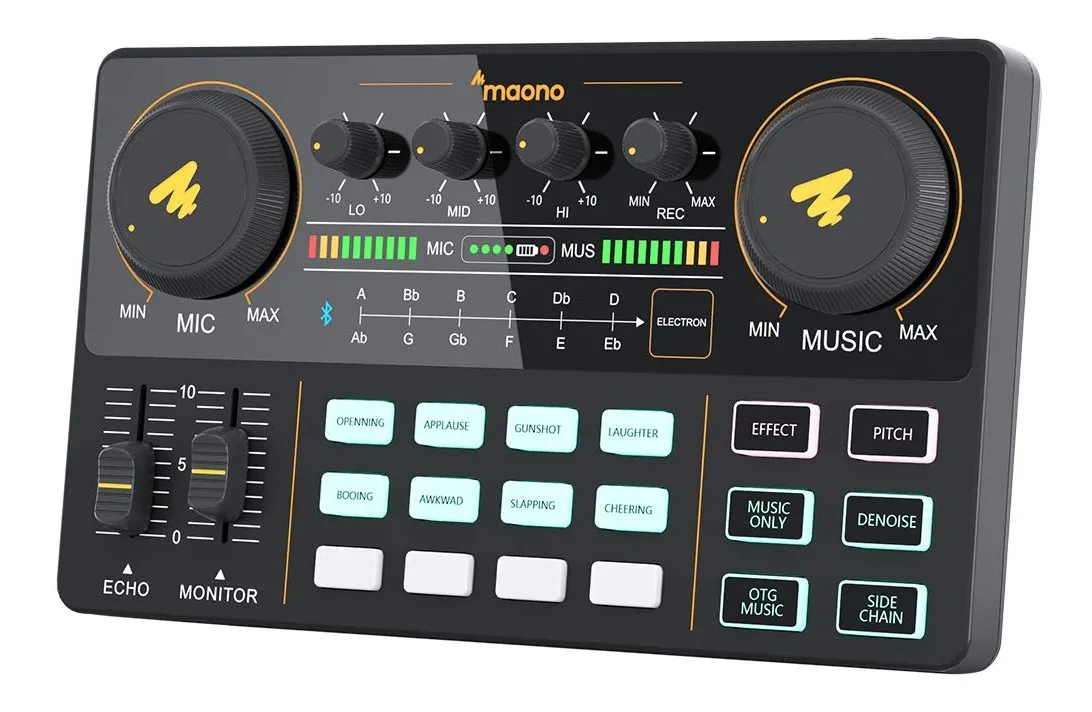 maono
-10 +10
LO
-10 +10
MID
-10 +10
HI
MIN MAX
REC
MIC
MUS
MIN MAX
MIC
MIN MAX
MUSIC
A Bb B C Db D
Ab G Gb F E Eb
ELECTRON
10
5
0
ECHO
MONITOR
OPENNING
APPLAUSE
GUNSHOT
LAUGHTER
BOOING
AWKWAD
SLAPPING
CHEERING
EFFECT
PITCH
MUSIC
ONLY
DENOISE
OTG
MUSIC
SIDE
CHAIN